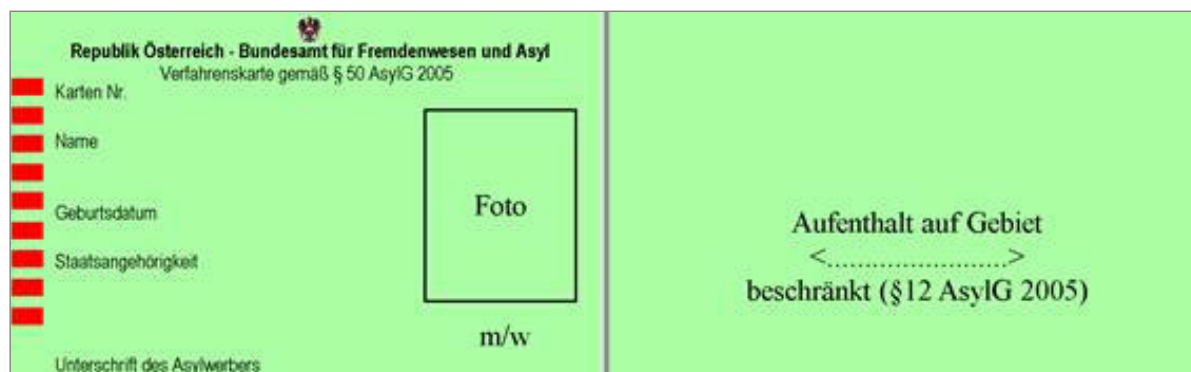 Republik Österreich - Bundesamt für Fremdenwesen und Asyl
Verfahrenskarte gemäß § 50 AsylG 2005
Karten Nr.
Name
Geburtsdatum
Staatsangehörigkeit
Foto
m/w
Unterschrift des Asylwerbers
Aufenthalt auf Gebiet
<........................>
beschränkt (§12 AsylG 2005)